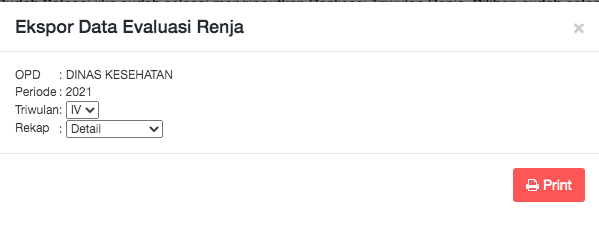 Ekspor Data Evaluasi Renja ×
OPD : DINAS KESEHATAN
Periode : 2021
Triwulan: IV
Rekap : Detail
Print